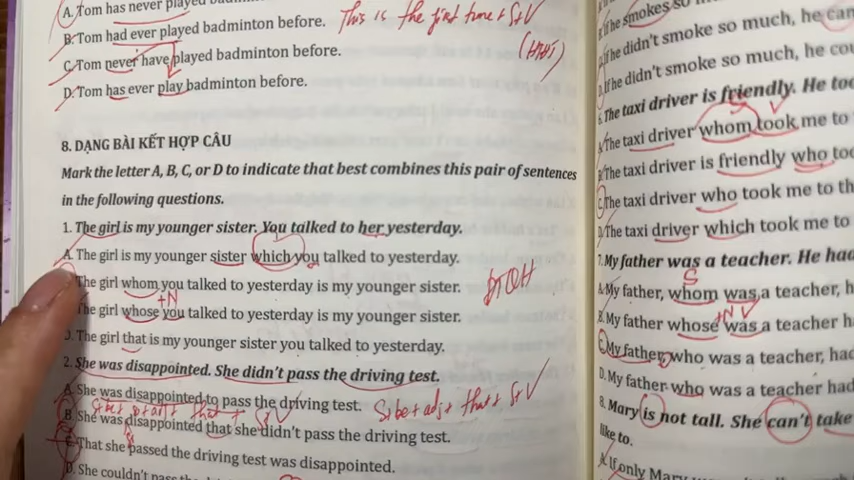 A. Tom has never played badminton before.
This is the first time + S + V
B. Tom had ever played badminton before.
(HTHT)
C. Tom never have played badminton before.
D. Tom has ever play badminton before.
8. DẠNG BÀI KẾT HỢP CÂU
Mark the letter A, B, C, or D to indicate that best combines this pair of sentences
in the following questions.
1. The girl is my younger sister. You talked to her yesterday.
A. The girl is my younger sister which you talked to yesterday.
The girl whom you talked to yesterday is my younger sister.
ĐTQH
+N
The girl whose you talked to yesterday is my younger sister.
D. The girl that is my younger sister you talked to yesterday.
2. She was disappointed. She didn't pass the driving test.
A. She was disappointed to pass the driving test.
S + be + adj + that + S + V
B. She was disappointed that she didn't pass the driving test.
C. That she passed the driving test was disappointed.
D. She couldn't pass the driving
B. If he smokes so
If he didn't smoke so much, he can
D. If he didn't smoke so much, he cou
6. The taxi driver is friendly. He too
S V
A. The taxi driver whom took me to
B. The taxi driver is friendly who too
C. The taxi driver who took me to th
D. The taxi driver which took me to
7. My father was a teacher. He had
S
A. My father, whom was a teacher, h
+N V
B. My father whose was a teacher ha
C. My father, who was a teacher, had
D. My father who was a teacher had
8. Mary is not tall. She can't take
like to.
A. If only Mary